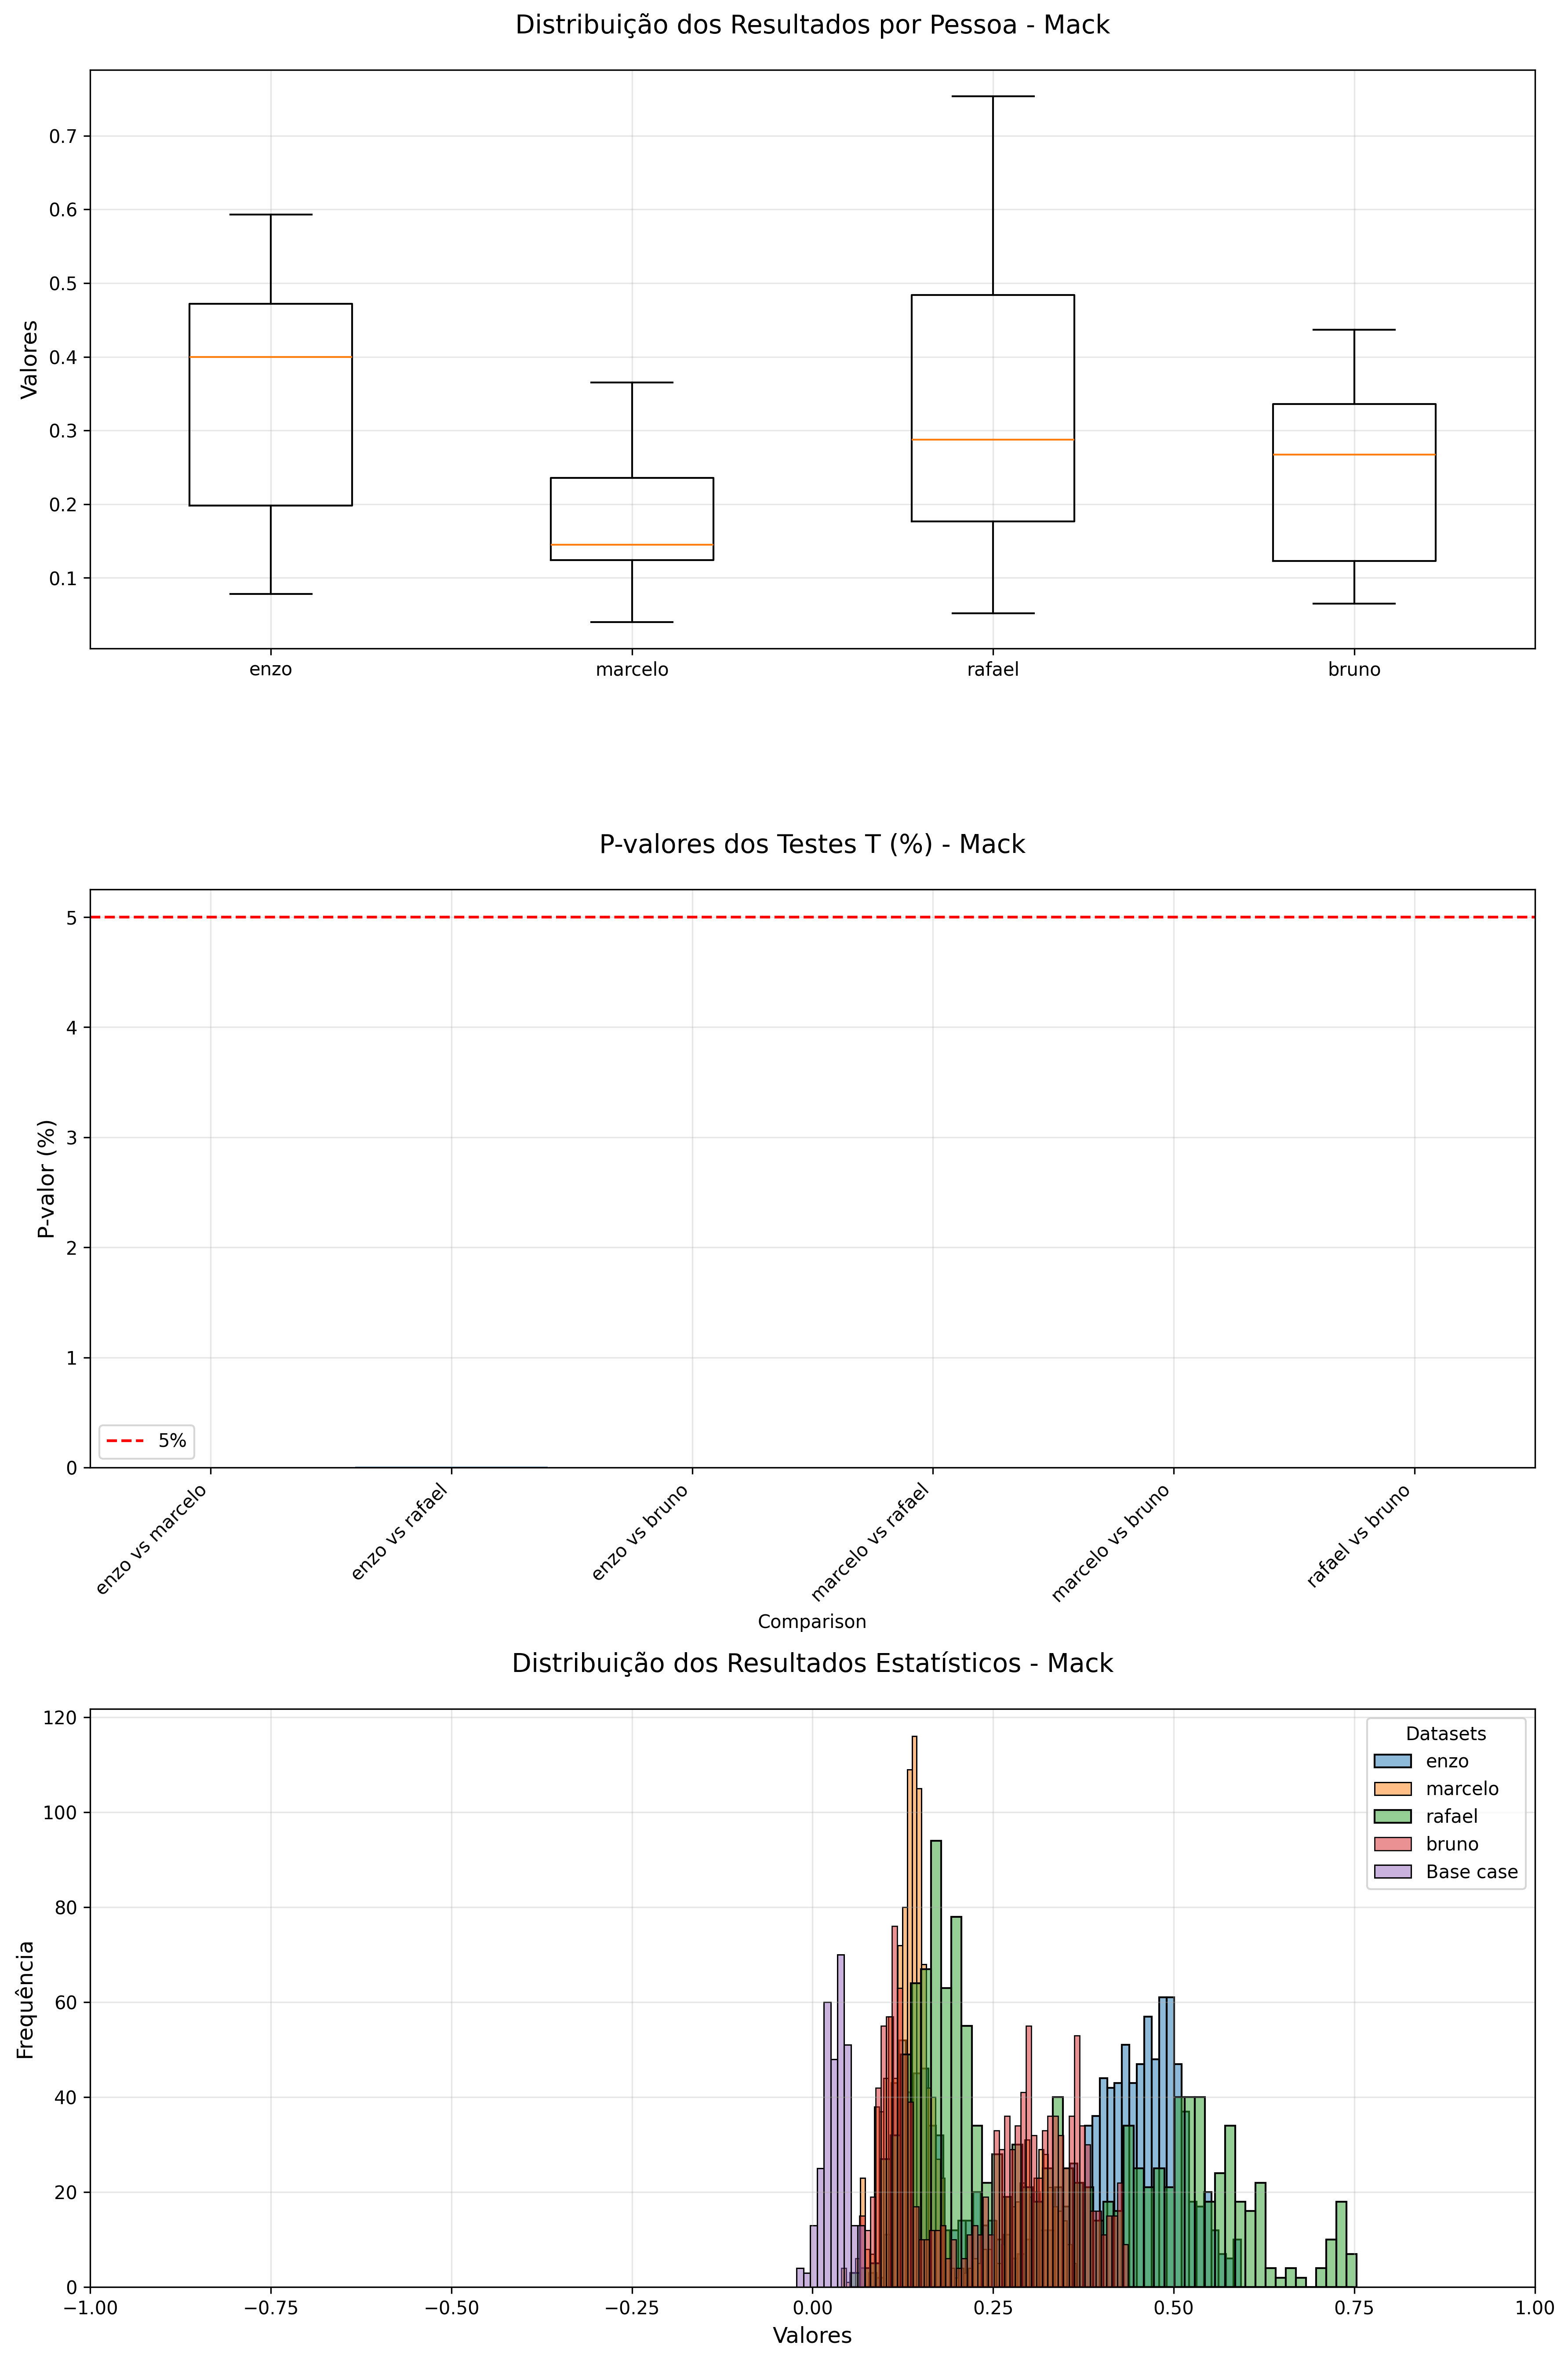 Distribuição dos Resultados por Pessoa - Mack
Valores
0.7
0.6
0.5
0.4
0.3
0.2
0.1
enzo
marcelo
rafael
bruno
P-valores dos Testes T (%) - Mack
P-valor (%)
5
4
3
2
1
0
5%
enzo vs marcelo
enzo vs rafael
enzo vs bruno
marcelo vs rafael
marcelo vs bruno
rafael vs bruno
Comparison
Distribuição dos Resultados Estatísticos - Mack
Frequência
120
100
80
60
40
20
0
Datasets
enzo
marcelo
rafael
bruno
Base case
−1.00
−0.75
−0.50
−0.25
0.00
0.25
0.50
0.75
1.00
Valores